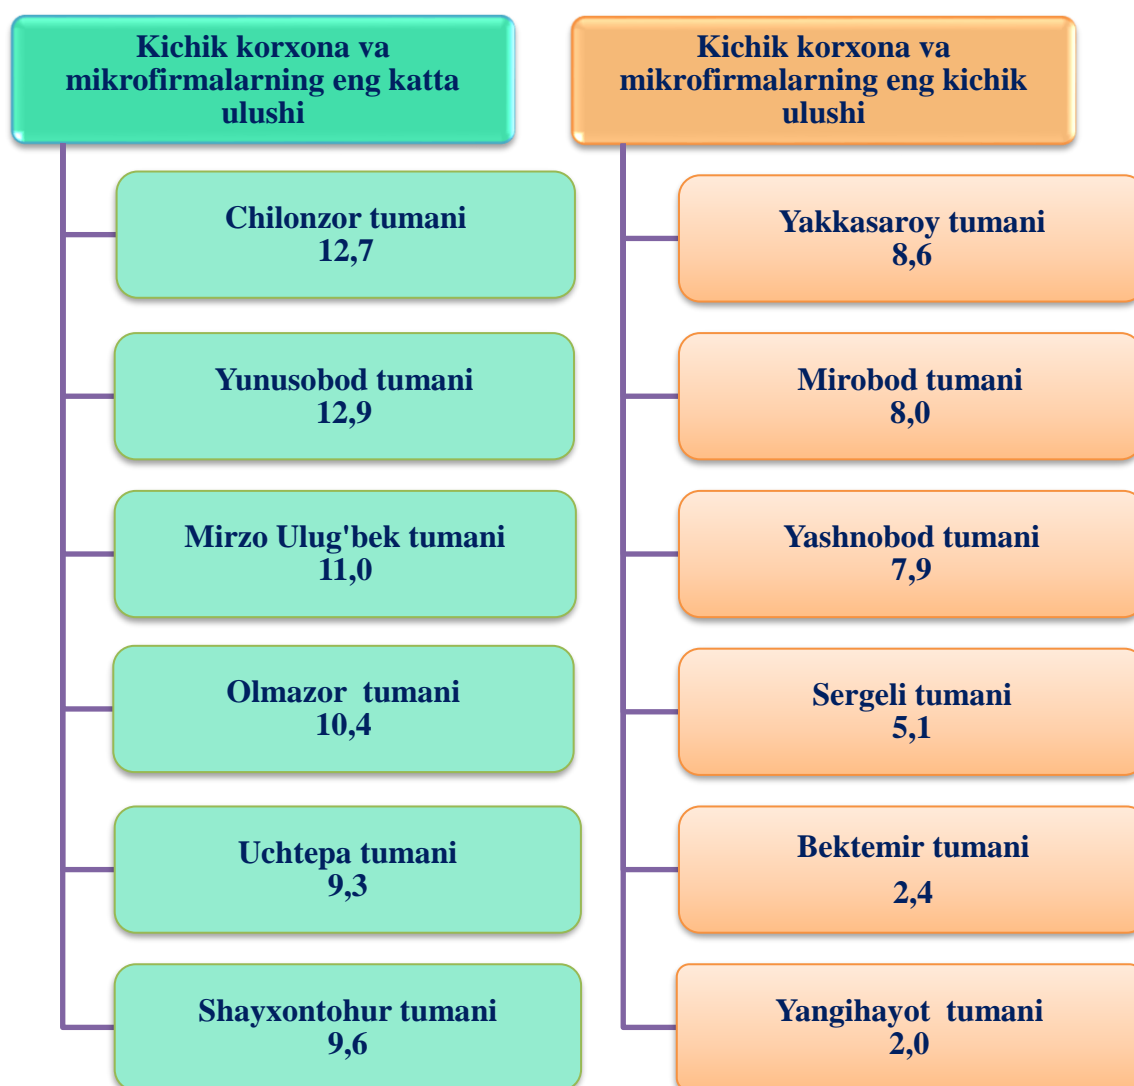 Kichik korxona va
mikrofirmalarning eng katta
ulushi
Chilonzor tumani
12,7
Yunusobod tumani
12,9
Mirzo Ulug'bek tumani
11,0
Olmazor tumani
10,4
Uchtepa tumani
9,3
Shayxontohur tumani
9,6
Kichik korxona va
mikrofirmalarning eng kichik
ulushi
Yakkasaroy tumani
8,6
Mirobod tumani
8,0
Yashnobod tumani
7,9
Sergeli tumani
5,1
Bektemir tumani
2,4
Yangihayot tumani
2,0